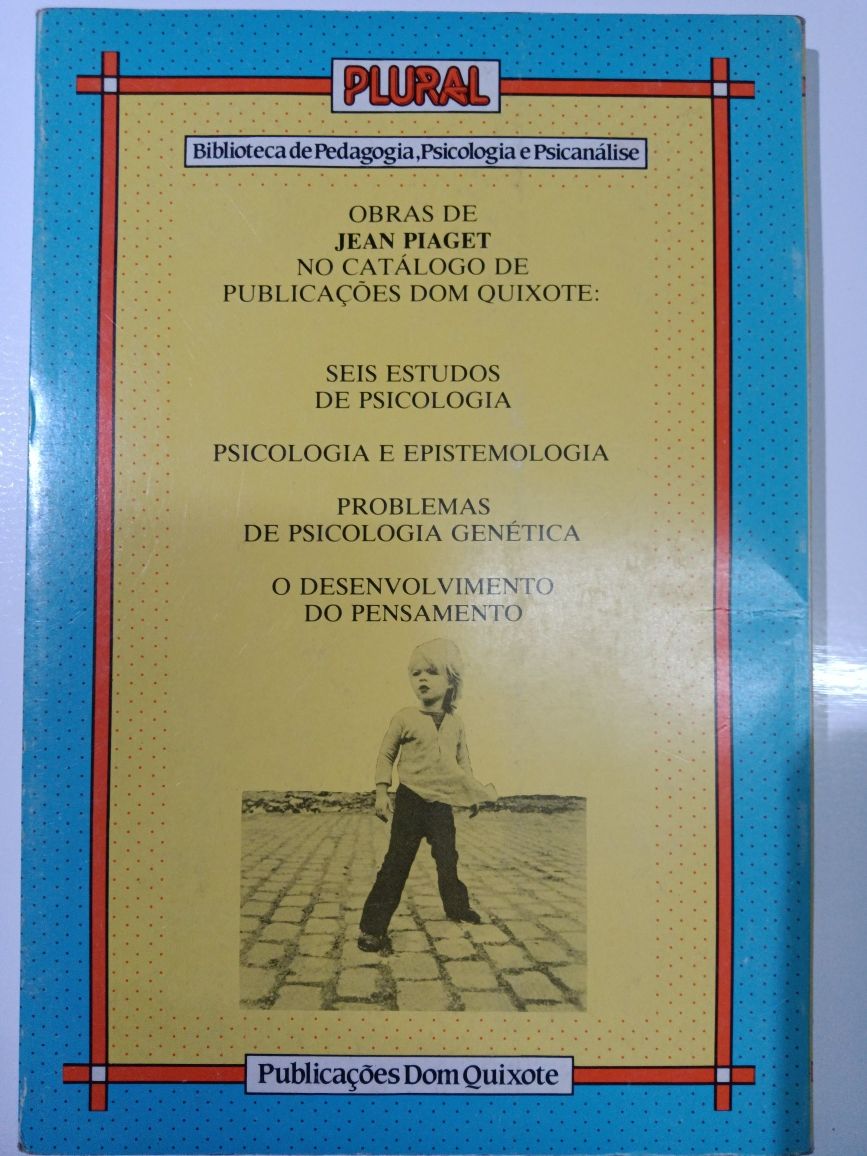 PLURAL
Biblioteca de Pedagogia, Psicologia e Psicanálise
OBRAS DE
JEAN PIAGET
NO CATÁLOGO DE
PUBLICAÇÕES DOM QUIXOTE:
SEIS ESTUDOS
DE PSICOLOGIA
PSICOLOGIA E EPISTEMOLOGIA
PROBLEMAS
DE PSICOLOGIA GENÉTICA
O DESENVOLVIMENTO
DO PENSAMENTO
Publicações Dom Quixote